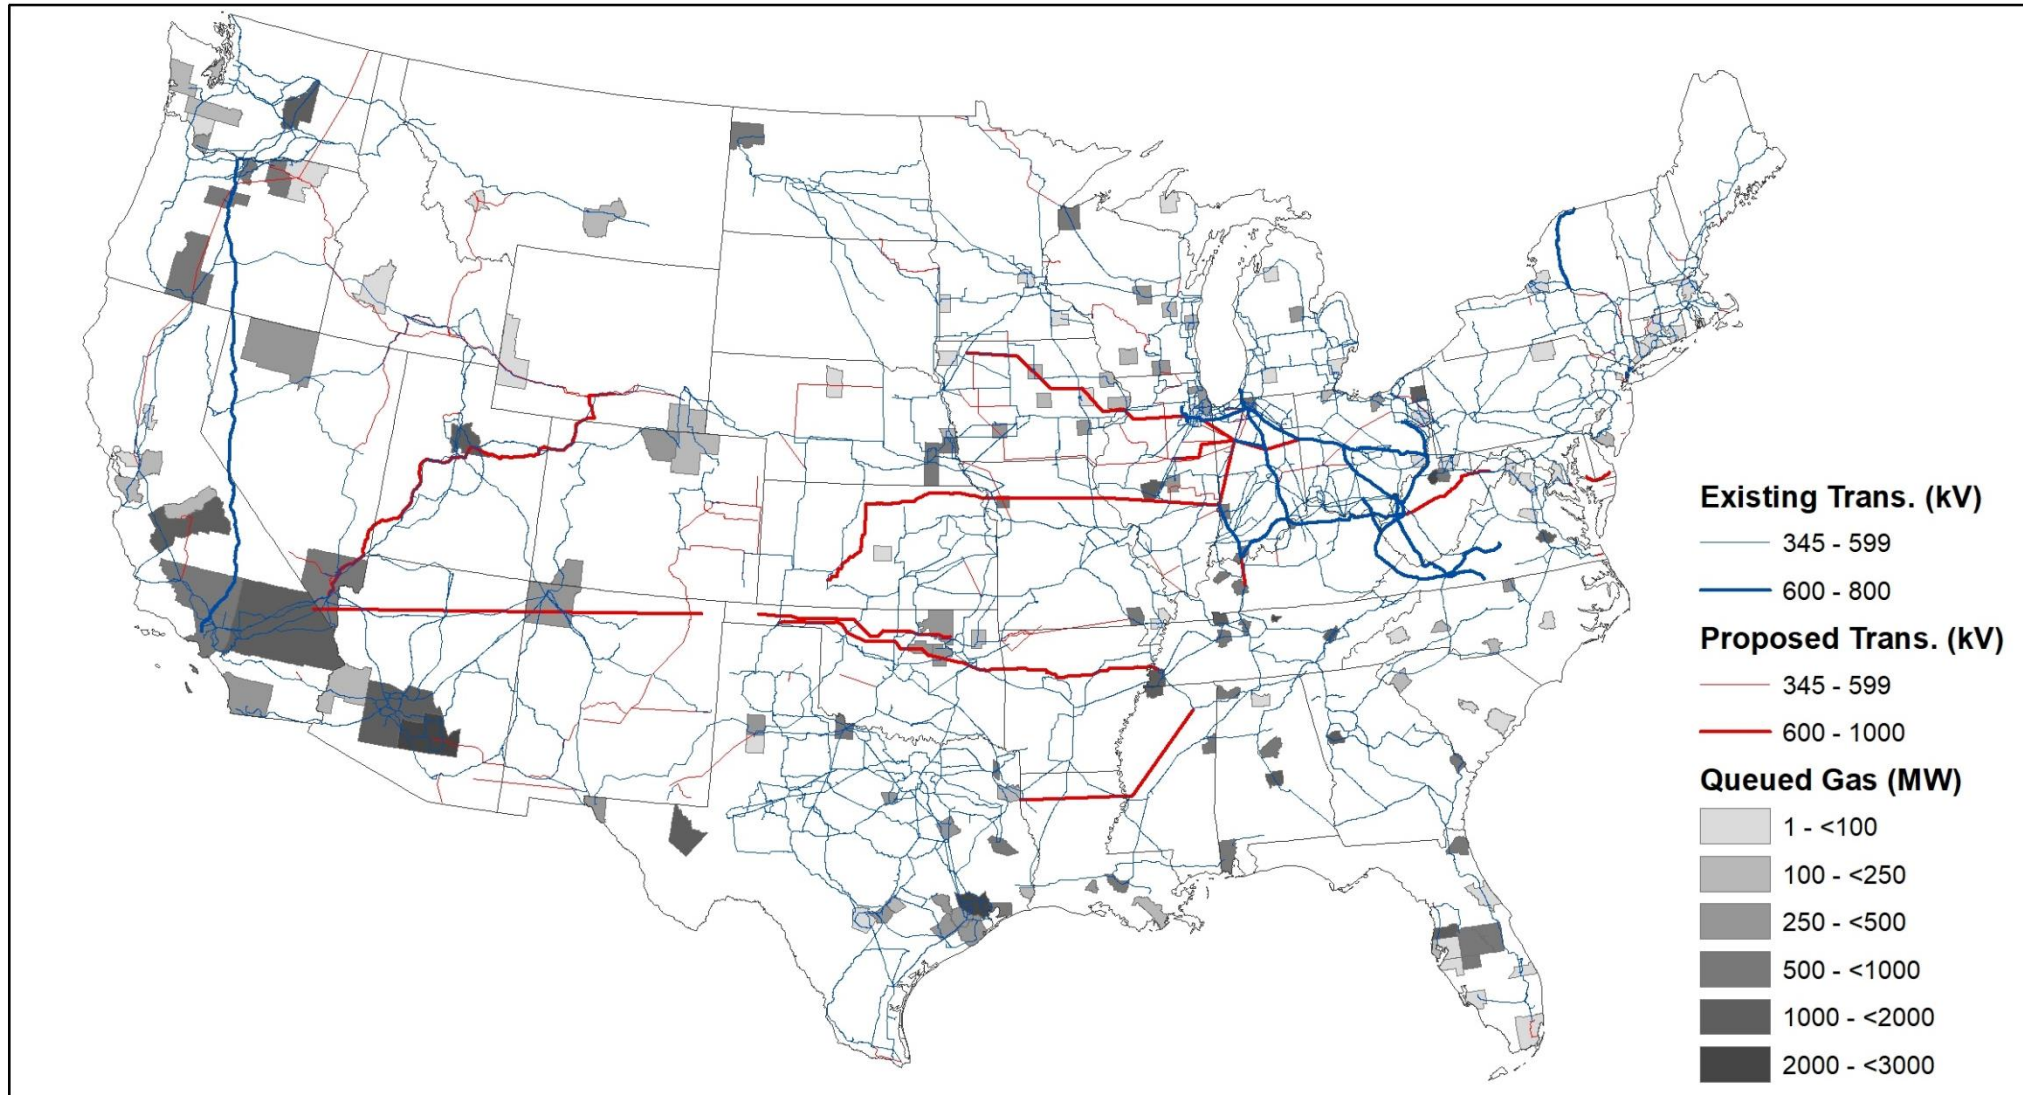 Existing Trans. (kV)
345 - 599
600 - 800
Proposed Trans. (kV)
345 - 599
600 - 1000
Queued Gas (MW)
1 - <100
100 - <250
250 - <500
500 - <1000
1000 - <2000
2000 - <3000